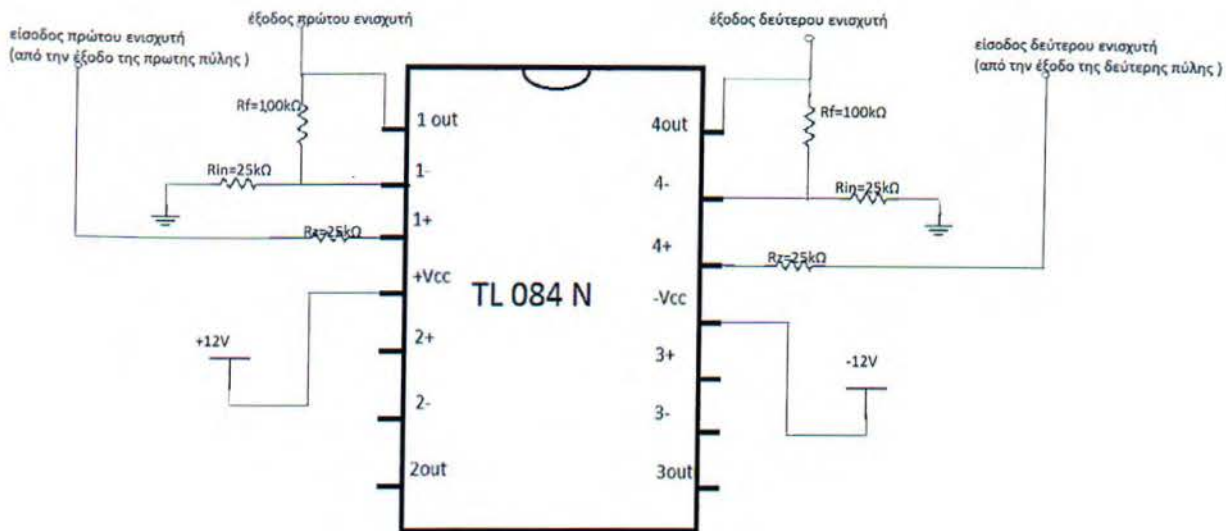 έξοδος πρώτου ενισχυτή
έξοδος δεύτερου ενισχυτή
είσοδος πρώτου ενισχυτή
(από την έξοδο της πρωτης πύλης )
είσοδος δεύτερου ενισχυτή
(από την έξοδο της δεύτερης πύλης )
Rf=100kΩ
1 out
4out
Rf=100kΩ
Rin=25kΩ
1-
4-
Rin=25kΩ
1+
Rz=25kΩ
4+
Rz=25kΩ
+Vcc
TL 084 N
-Vcc
+12V
2+
3+
-12V
2-
3-
2out
3out